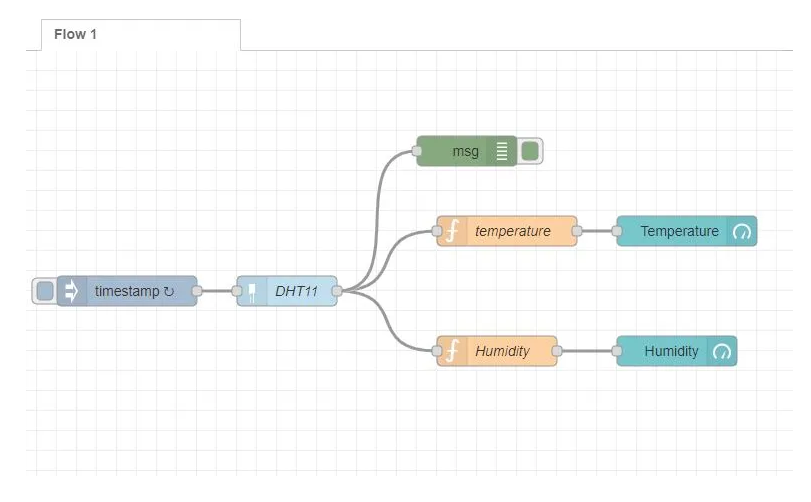 Flow 1
msg
temperature
Temperature
timestamp ↻
DHT11
Humidity
Humidity